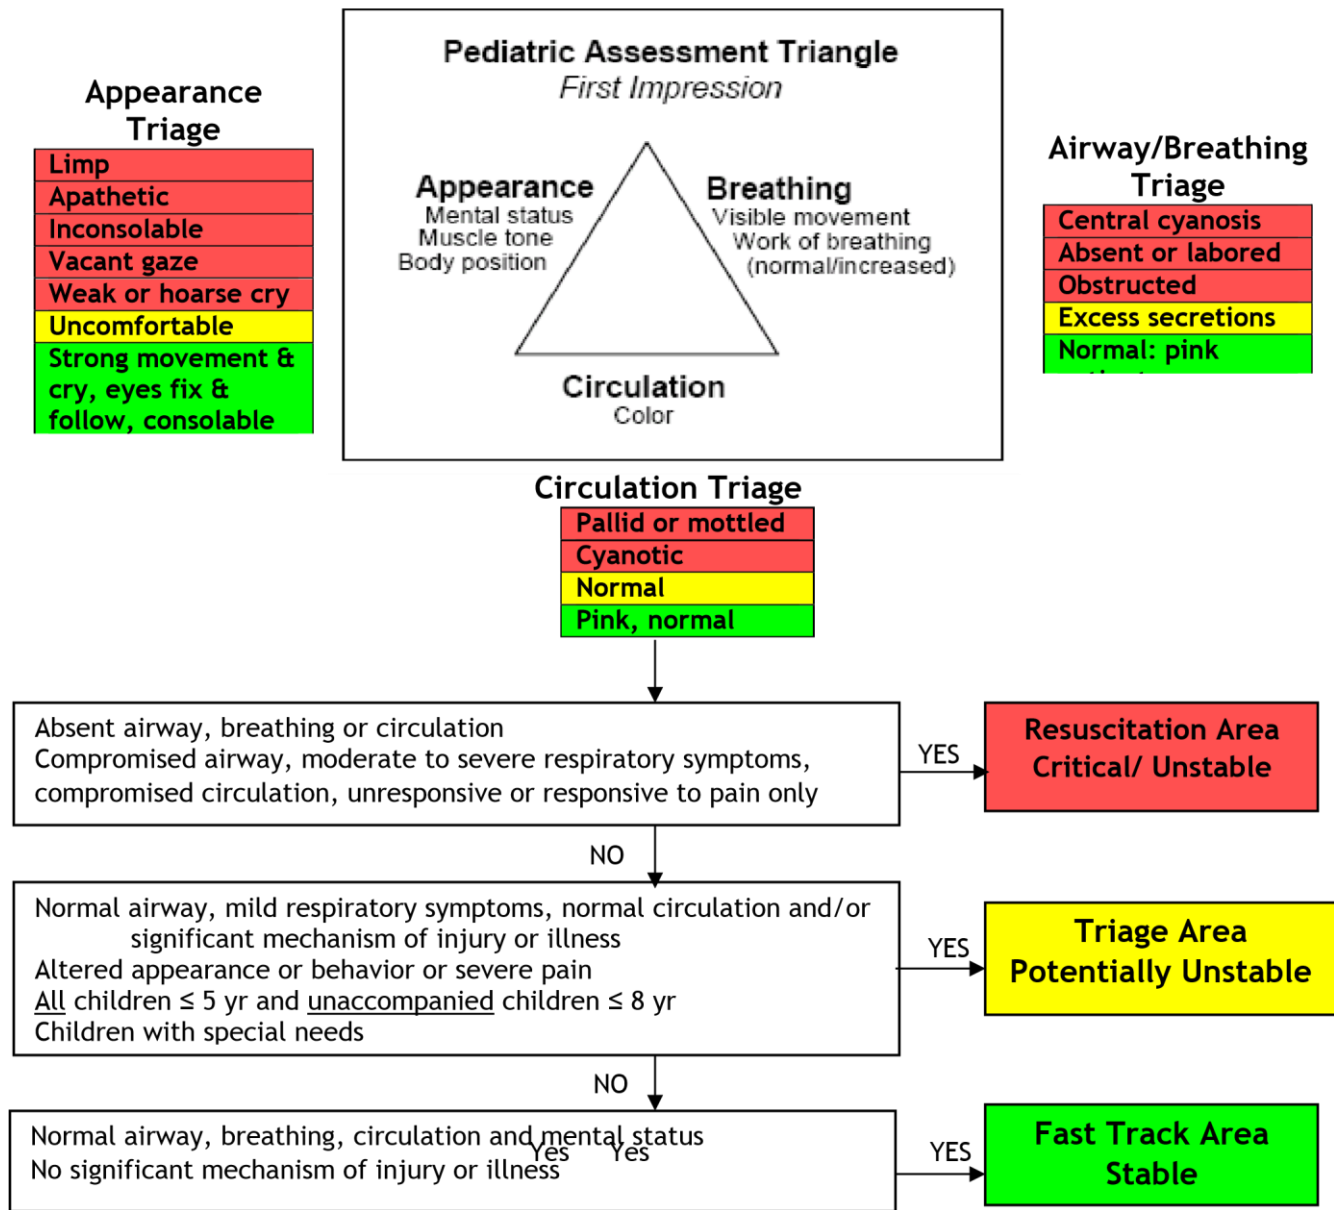 Pediatric Assessment Triangle
First Impression
Appearance
Triage
Limp
Apathetic
Inconsolable
Vacant gaze
Weak or hoarse cry
Uncomfortable
Strong movement &
cry, eyes fix &
follow, consolable
Appearance
Mental status
Muscle tone
Body position
Breathing
Visible movement
Work of breathing
(normal/increased)
Circulation
Color
Airway/Breathing
Triage
Central cyanosis
Absent or labored
Obstructed
Excess secretions
Normal: pink
Circulation Triage
Pallid or mottled
Cyanotic
Normal
Pink, normal
Absent airway, breathing or circulation
Compromised airway, moderate to severe respiratory symptoms,
compromised circulation, unresponsive or responsive to pain only
YES
Resuscitation Area
Critical/ Unstable
NO
Normal airway, mild respiratory symptoms, normal circulation and/or
significant mechanism of injury or illness
Altered appearance or behavior or severe pain
All children ≤ 5 yr and unaccompanied children ≤ 8 yr
Children with special needs
YES
Triage Area
Potentially Unstable
NO
Normal airway, breathing, circulation and mental status
Yes Yes
No significant mechanism of injury or illness
YES
Fast Track Area
Stable